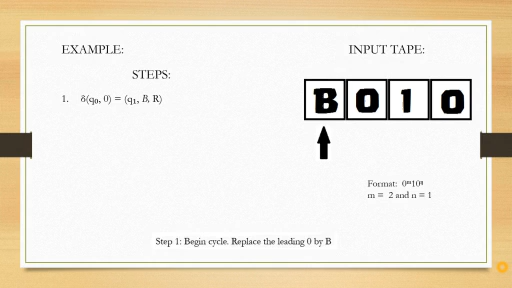 EXAMPLE:
INPUT TAPE:
STEPS:
1. δ(q₀, 0) = (q₁, B, R)
B 0 1 0
Format: 0ᵐ10ⁿ
m = 2 and n = 1
Step 1: Begin cycle. Replace the leading 0 by B